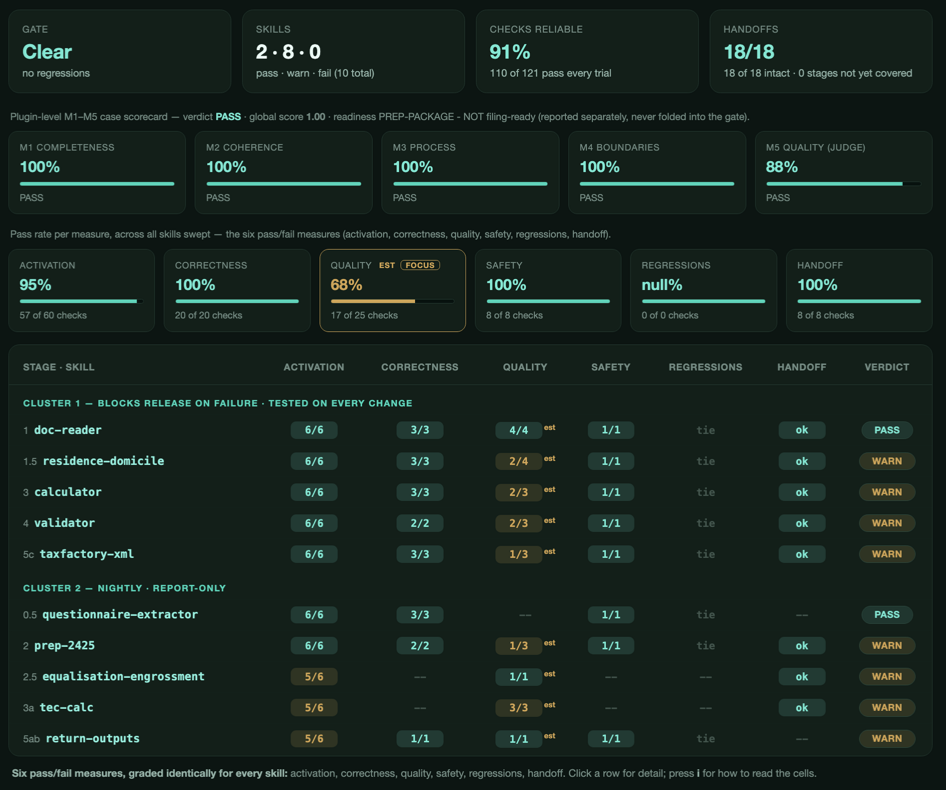 GATE
Clear
no regressions
SKILLS
2 · 8 · 0
pass · warn · fail (10 total)
CHECKS RELIABLE
91%
110 of 121 pass every trial
HANDOFFS
18/18
18 of 18 intact · 0 stages not yet covered
Plugin-level M1–M5 case scorecard — verdict PASS · global score 1.00 · readiness PREP-PACKAGE - NOT filing-ready (reported separately, never folded into the gate).
M1 COMPLETENESS
100%
PASS
M2 COHERENCE
100%
PASS
M3 PROCESS
100%
PASS
M4 BOUNDARIES
100%
PASS
M5 QUALITY (JUDGE)
88%
PASS
Pass rate per measure, across all skills swept — the six pass/fail measures (activation, correctness, quality, safety, regressions, handoff).
ACTIVATION
95%
57 of 60 checks
CORRECTNESS
100%
20 of 20 checks
QUALITY EST FOCUS
68%
17 of 25 checks
SAFETY
100%
8 of 8 checks
REGRESSIONS
null%
0 of 0 checks
HANDOFF
100%
8 of 8 checks
STAGE · SKILL ACTIVATION CORRECTNESS QUALITY SAFETY REGRESSIONS HANDOFF VERDICT
CLUSTER 1 — BLOCKS RELEASE ON FAILURE · TESTED ON EVERY CHANGE
1 doc-reader 6/6 3/3 4/4 est 1/1 tie ok PASS
1.5 residence-domicile 6/6 3/3 2/4 est 1/1 tie ok WARN
3 calculator 6/6 3/3 2/3 est 1/1 tie ok WARN
4 validator 6/6 2/2 2/3 est 1/1 tie ok WARN
5c taxfactory-xml 6/6 3/3 1/3 est 1/1 tie ok WARN
CLUSTER 2 — NIGHTLY · REPORT-ONLY
0.5 questionnaire-extractor 6/6 3/3 -- 1/1 tie -- PASS
2 prep-2425 6/6 2/2 1/3 est 1/1 tie ok WARN
2.5 equalisation-engrossment 5/6 -- 1/1 est -- -- ok WARN
3a tec-calc 5/6 -- 3/3 est -- -- ok WARN
5ab return-outputs 5/6 1/1 1/1 est 1/1 tie -- WARN
Six pass/fail measures, graded identically for every skill: activation, correctness, quality, safety, regressions, handoff. Click a row for detail; press i for how to read the cells.